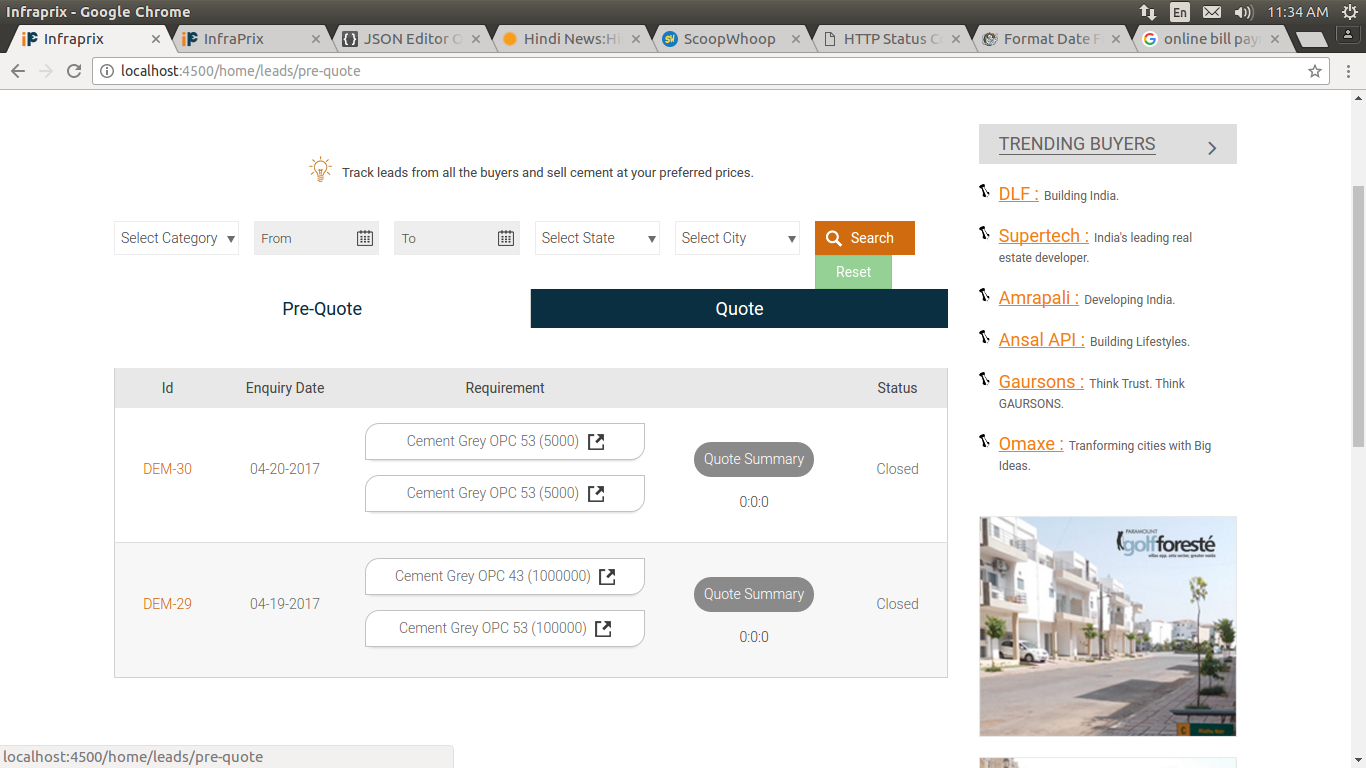 Infraprix - Google Chrome
En
11:34 AM
Infraprix
InfraPrix
JSON Editor O
Hindi News:Hi
ScoopWhoop
HTTP Status C
Format Date F
online bill pay
localhost:4500/home/leads/pre-quote
TRENDING BUYERS
Track leads from all the buyers and sell cement at your preferred prices.
DLF : Building India.
Select Category
From
To
Select State
Select City
Search
Supertech : India's leading real
estate developer.
Reset
Amrapali : Developing India.
Pre-Quote
Quote
Ansal API : Building Lifestyles.
Gaursons : Think Trust. Think
GAURSONS.
Omaxe : Tranforming cities with Big
Ideas.
Id
Enquiry Date
Requirement
Status
DEM-30
04-20-2017
Cement Grey OPC 53 (5000)
Cement Grey OPC 53 (5000)
Quote Summary
0:0:0
Closed
DEM-29
04-19-2017
Cement Grey OPC 43 (1000000)
Cement Grey OPC 53 (100000)
Quote Summary
0:0:0
Closed
PARAMOUNT
golfforesté
localhost:4500/home/leads/pre-quote